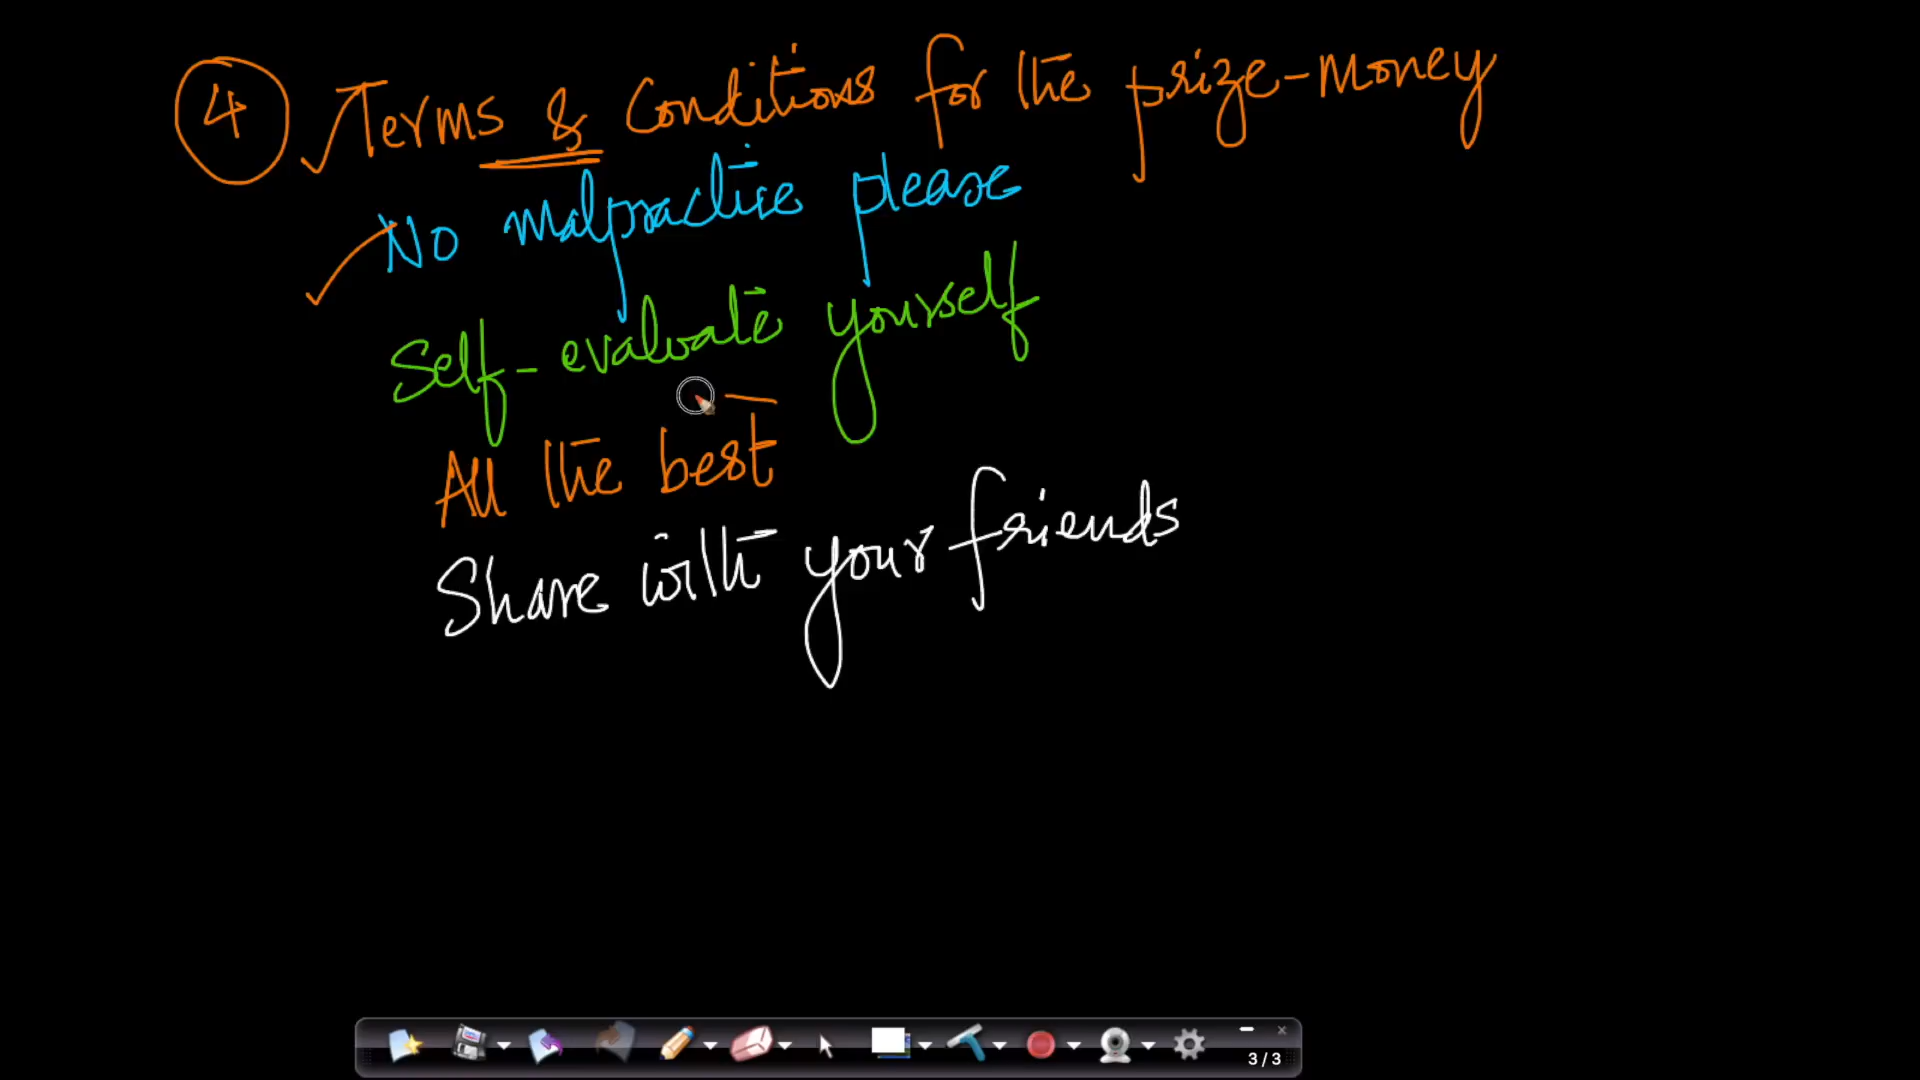 4 Terms & Conditions for the prize-money
No malpractice please
Self-evaluate yourself
All the best
Share with your friends
3/3